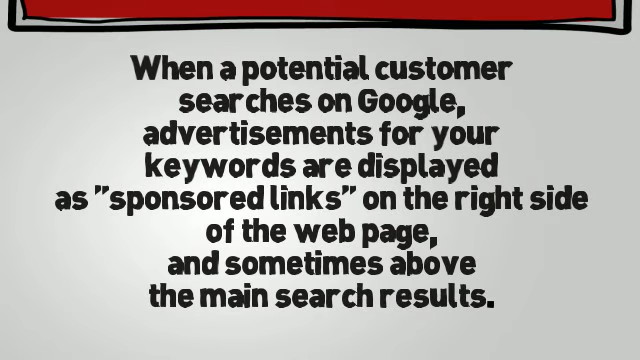 When a potential customer
searches on Google,
advertisements for your
keywords are displayed
as "sponsored links" on the right side
of the web page,
and sometimes above
the main search results.